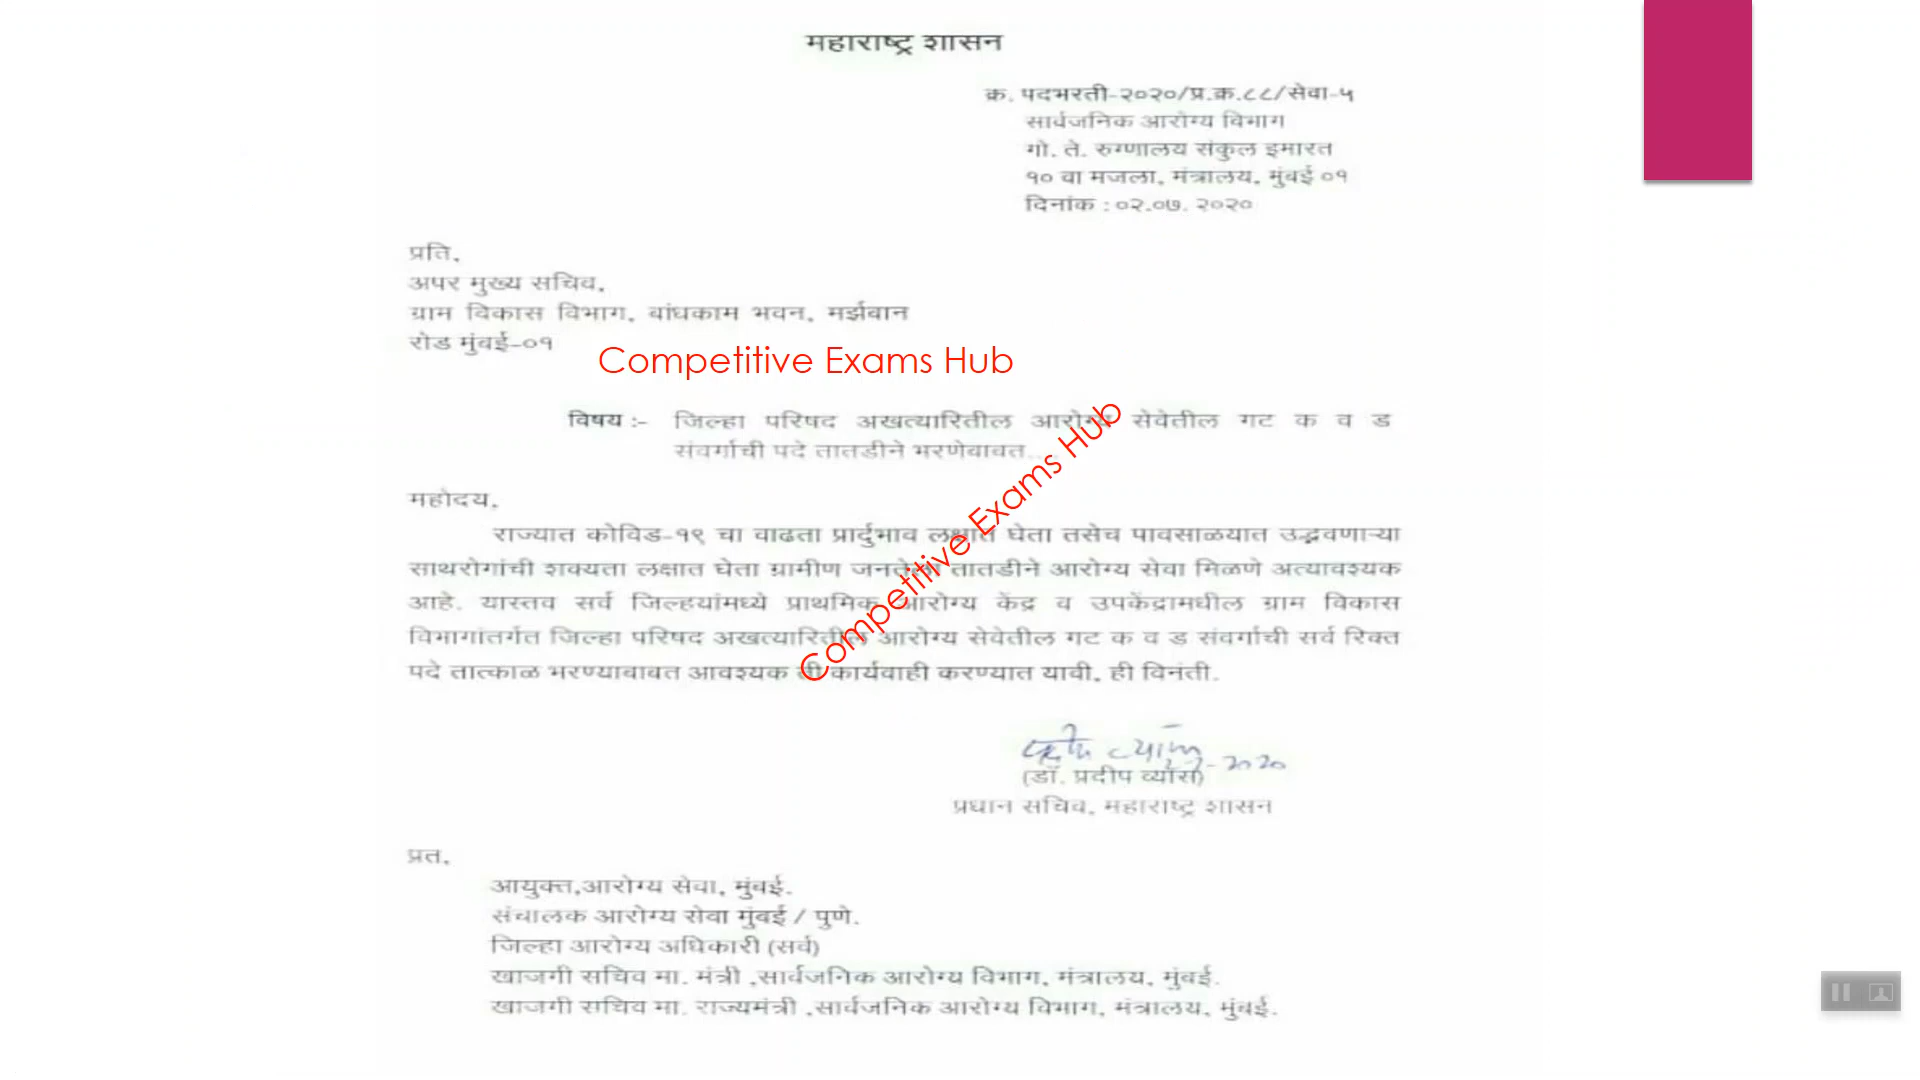 महाराष्ट्र शासन
क्र. पदभरती-२०२०/प्र.क्र.८८/सेवा-५
सार्वजनिक आरोग्य विभाग
गो. ते. रुग्णालय संकुल इमारत
१० वा मजला, मंत्रालय, मुंबई ०१
दिनांक : ०२.०७. २०२०
प्रति,
अपर मुख्य सचिव,
ग्राम विकास विभाग, बांधकाम भवन, मर्झबान
रोड मुंबई-०१
Competitive Exams Hub
विषय :- जिल्हा परिषद अखत्यारितील आरोग्य सेवेतील गट क व ड
संवर्गाची पदे तातडीने भरणेबाबत....
Competitive Exams Hub
महोदय,
राज्यात कोविड-१९ चा वाढता प्रार्दुभाव लक्षात घेता तसेच पावसाळयात उद्भवणाऱ्या
साथरोगांची शक्यता लक्षात घेता ग्रामीण जनतेला तातडीने आरोग्य सेवा मिळणे अत्यावश्यक
आहे. यास्तव सर्व जिल्हयांमध्ये प्राथमिक आरोग्य केंद्र व उपकेंद्रामधील ग्राम विकास
विभागांतर्गत जिल्हा परिषद अखत्यारितील आरोग्य सेवेतील गट क व ड संवर्गाची सर्व रिक्त
पदे तात्काळ भरण्याबाबत आवश्यक ती कार्यवाही करण्यात यावी, ही विनंती.
(डॉ. प्रदीप व्यास)
प्रधान सचिव, महाराष्ट्र शासन
प्रत,
आयुक्त,आरोग्य सेवा, मुंबई.
संचालक आरोग्य सेवा मुंबई / पुणे.
जिल्हा आरोग्य अधिकारी (सर्व)
खाजगी सचिव मा. मंत्री ,सार्वजनिक आरोग्य विभाग, मंत्रालय, मुंबई.
खाजगी सचिव मा. राज्यमंत्री ,सार्वजनिक आरोग्य विभाग, मंत्रालय, मुंबई.